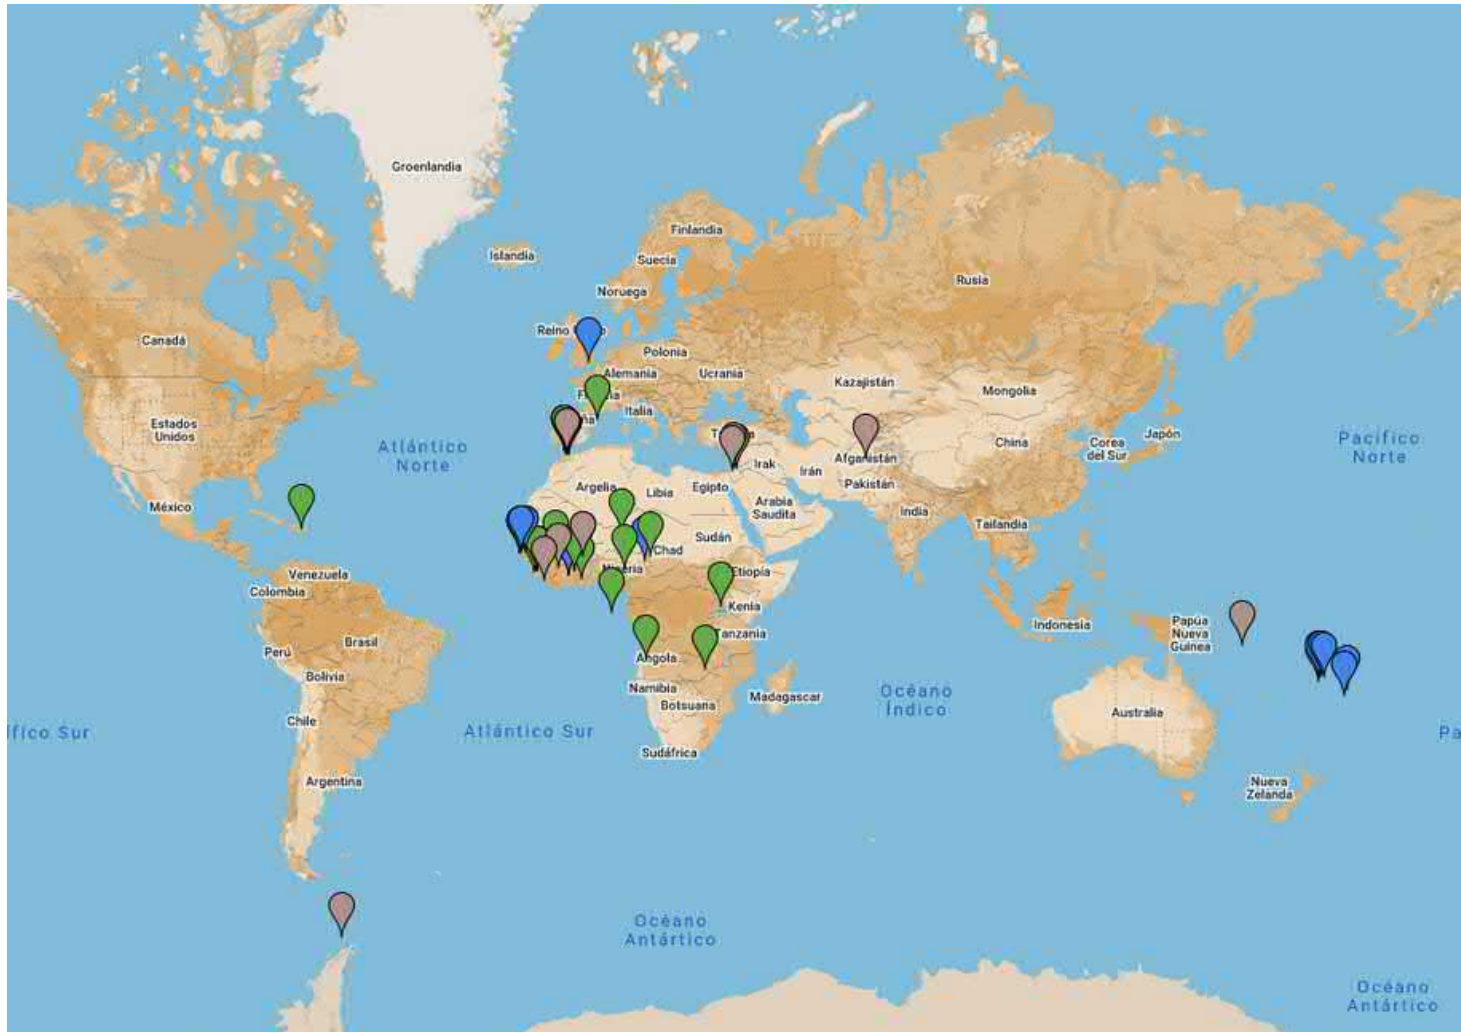 Groenlandia
Finlandia
Islandia
Suecia
Rusia
Noruega
Reino
Canadá
Polonia
Alemania
Ucrania
Kazajistán
Mongolia
Italia
Estados
Unidos
Atlántico
Norte
Pacífico
Norte
Japón
China
Corea
del Sur
Irak
Afganistán
Irán
Pakistán
Argelia
Libia
Egipto
Arabia
Saudita
México
India
Tailandia
Sudán
Chad
Etiopía
Venezuela
Colombia
Kenia
Indonesia
Papúa
Nueva
Guinea
Tanzania
Brasil
Perú
Angola
Bolivia
Namibia
Botsuana
Madagascar
Océano
Índico
Australia
Chile
ífico Sur
Atlántico Sur
Pa
Sudáfrica
Argentina
Nueva
Zelanda
Océano
Antártico
Océano
Antártico